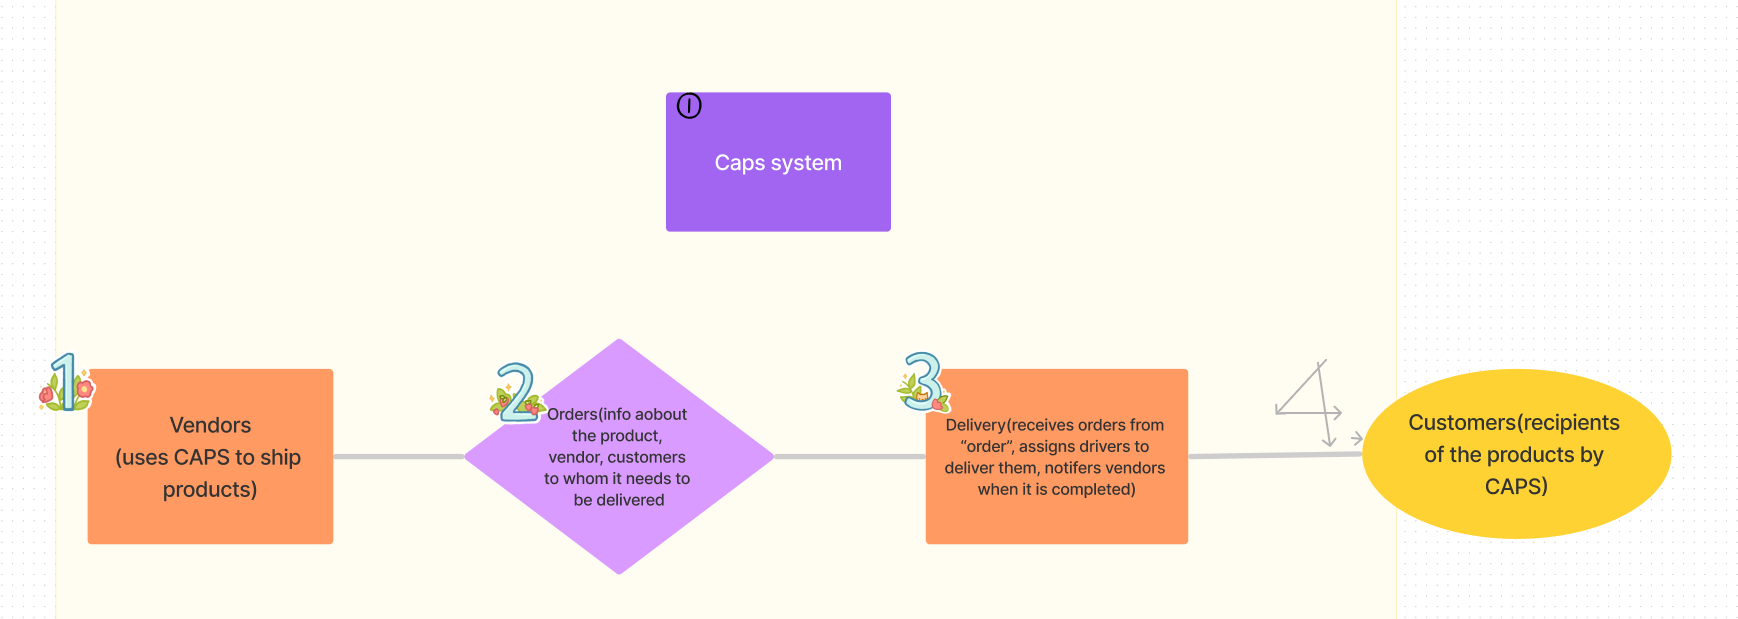 1
Caps system
1
Vendors
(uses CAPS to ship
products)
2
Orders(info aobout
the product,
vendor, customers
to whom it needs to
be delivered
3
Delivery(receives orders from
“order”, assigns drivers to
deliver them, notifers vendors
when it is completed)
4
Customers(recipients
of the products by
CAPS)